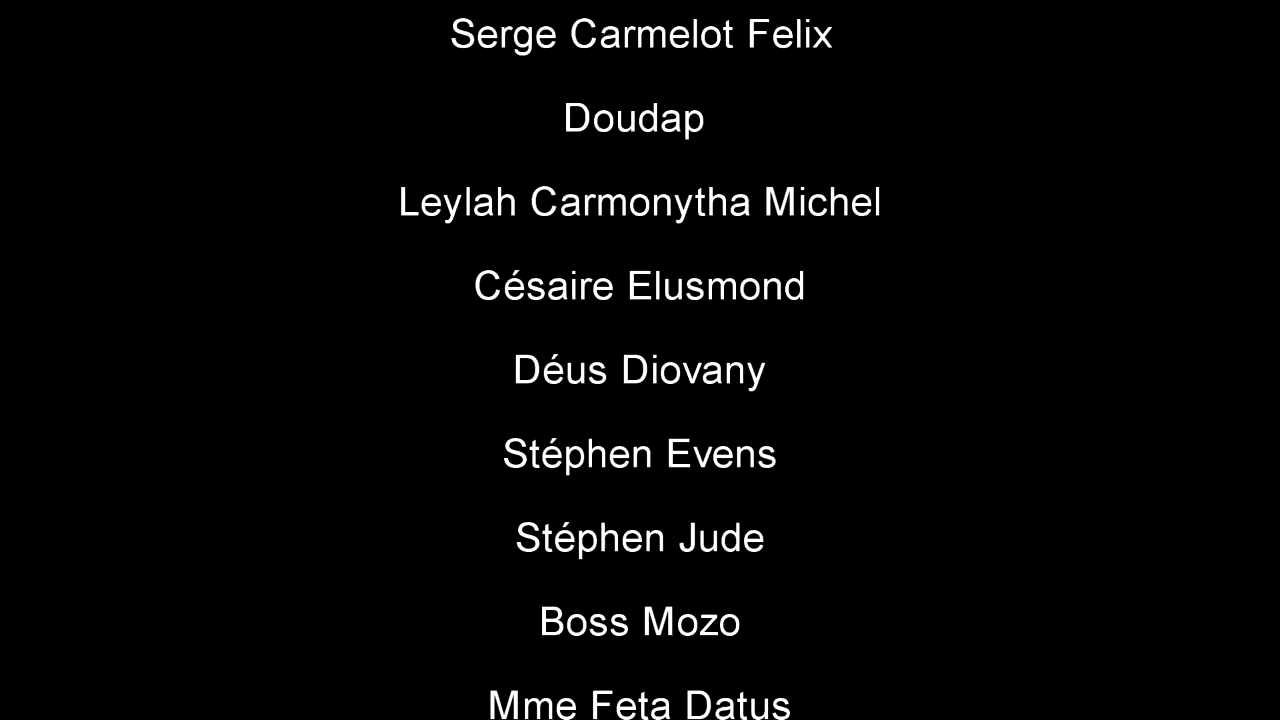 Serge Carmelot Felix
Doudap
Leylah Carmonytha Michel
Césaire Elusmond
Déus Diovany
Stéphen Evens
Stéphen Jude
Boss Mozo
Mme Feta Datus